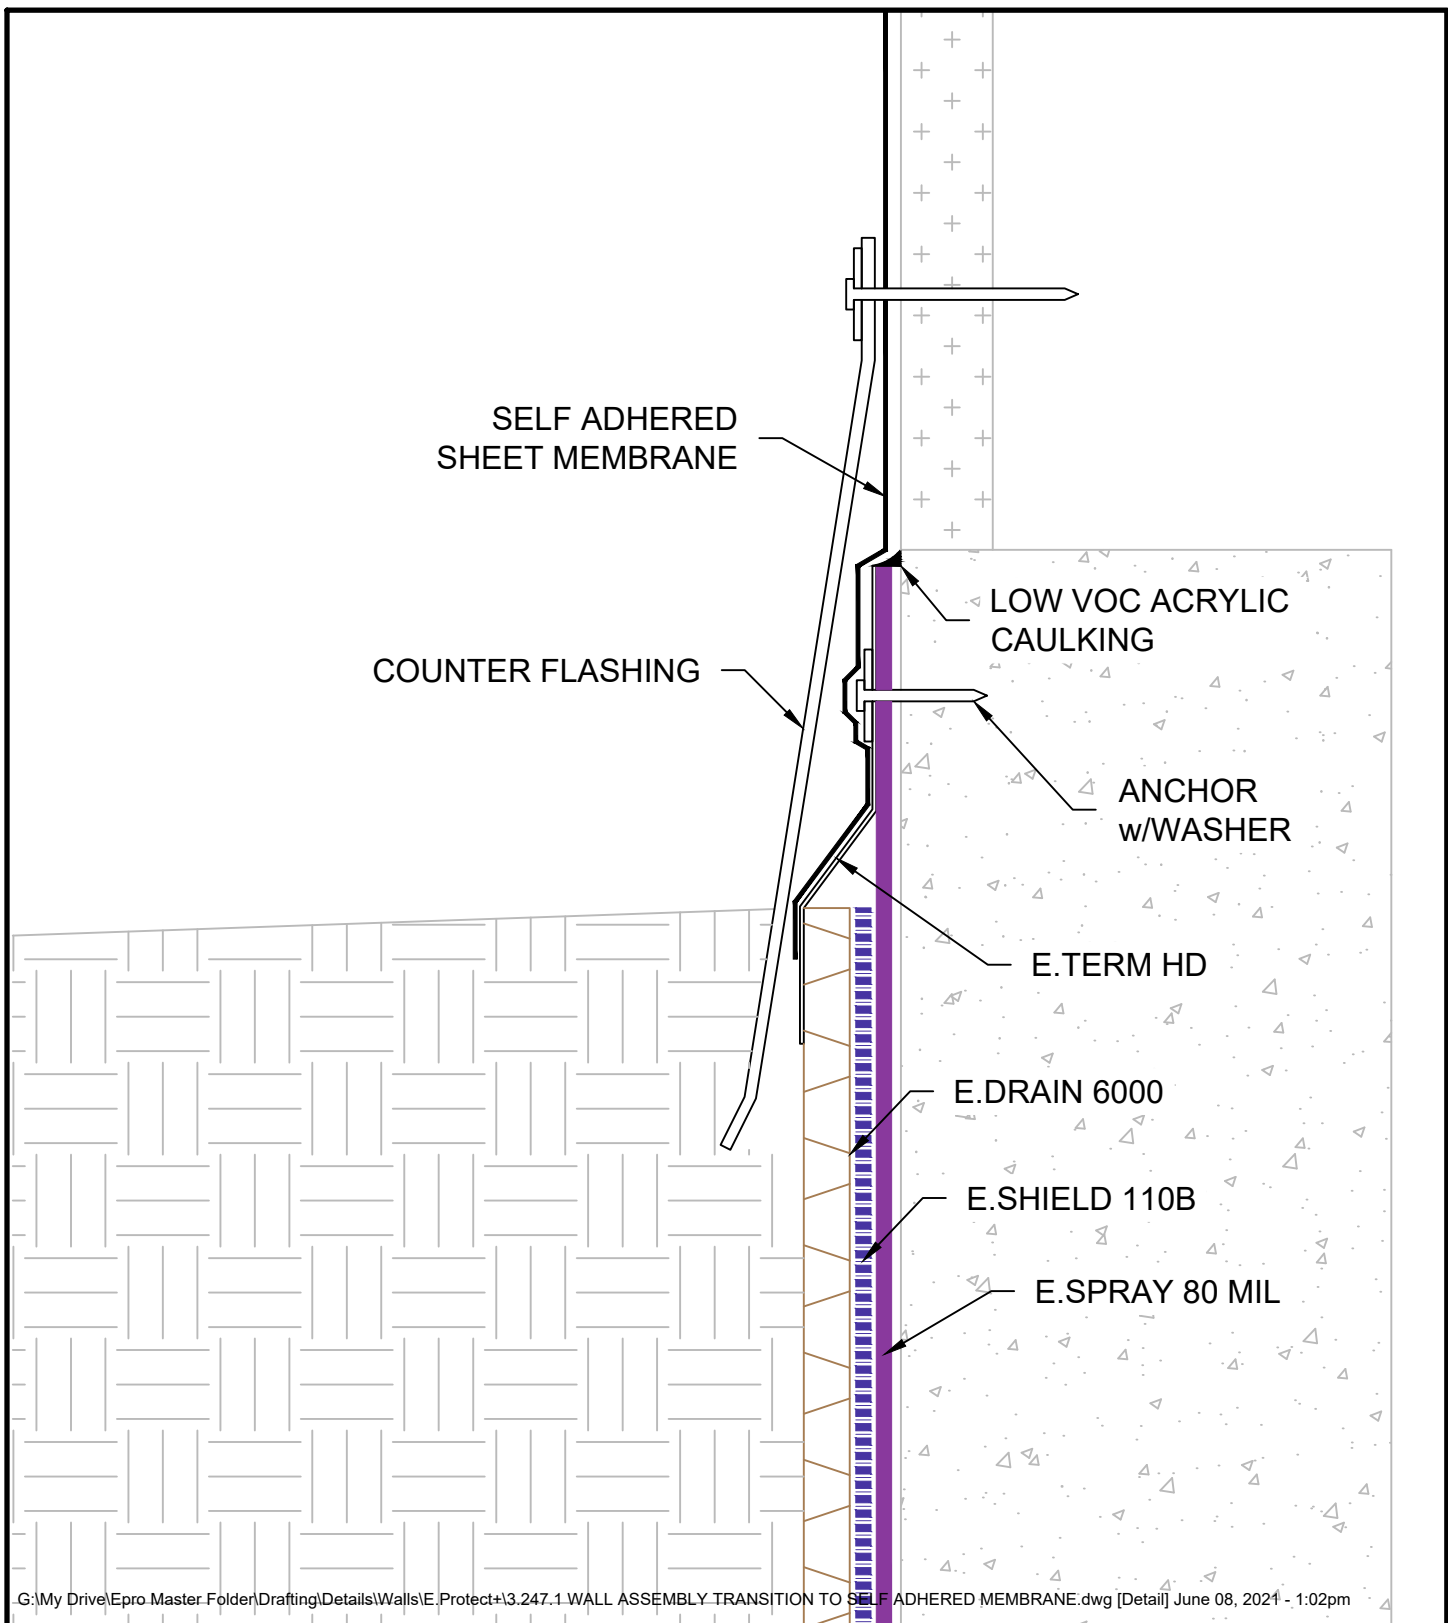 SELF ADHERED
SHEET MEMBRANE
LOW VOC ACRYLIC
CAULKING
COUNTER FLASHING
ANCHOR
w/WASHER
E.TERM HD
E.DRAIN 6000
E.SHIELD 110B
E.SPRAY 80 MIL
G:\My Drive\Epro Master Folder\Drafting\Details\Walls\E.Protect+\3.247.1 WALL ASSEMBLY TRANSITION TO SELF ADHERED MEMBRANE.dwg [Detail] June 08, 2021 - 1:02pm